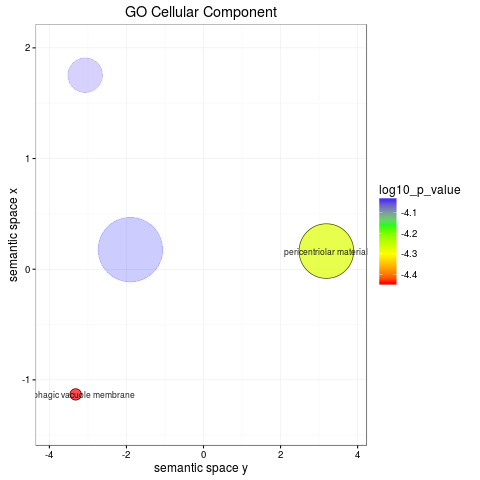 GO Cellular Component
semantic space x
2
1
0
-1
pericentriolar material
phagic vacuole membrane
-4
-2
0
2
4
semantic space y
log10_p_value
-4.1
-4.2
-4.3
-4.4